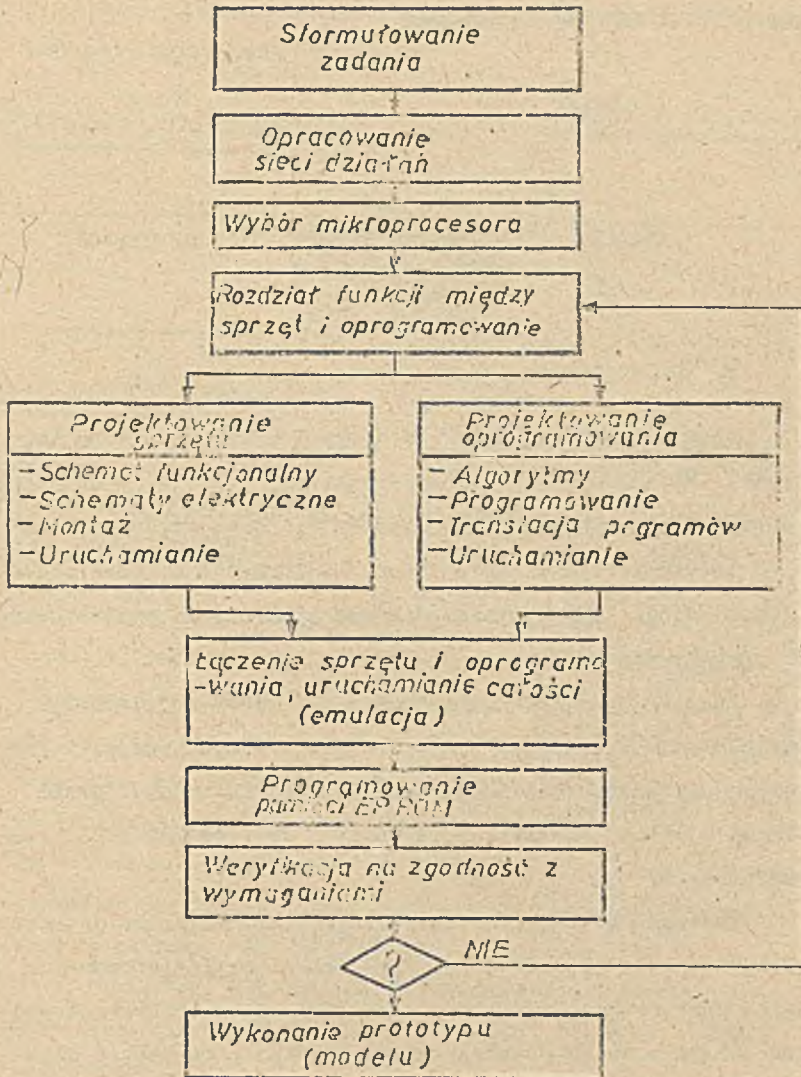 Sformułowanie
zadania
Opracowanie
sieci działań
Wybór mikroprocesora
Rozdział funkcji między
sprzęt i oprogramowanie
Projektowanie
sprzętu
-Schemat funkcjonalny
-Schematy elektryczne
-Montaż
-Uruchamianie
Projektowanie
oprogramowania
- Algorytmy
-Programowanie
-Translacja prgramów
-Uruchamianie
Łączenie sprzętu i oprogramo
-wania, uruchamianie całości
(emulacja)
Programowanie
pamięci EPROM
Weryfikacja na zgodność z
wymaganiami
?
NIE
Wykonanie prototypu
(modelu)